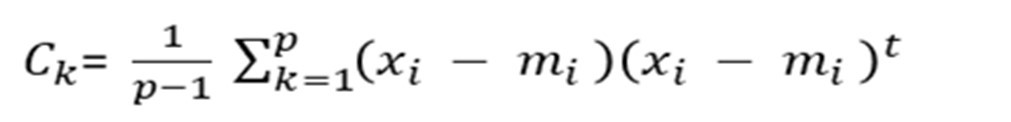 C_k= \frac{1}{p-1} \sum_{k=1}^{p}(x_i - m_i)(x_i - m_i)^t